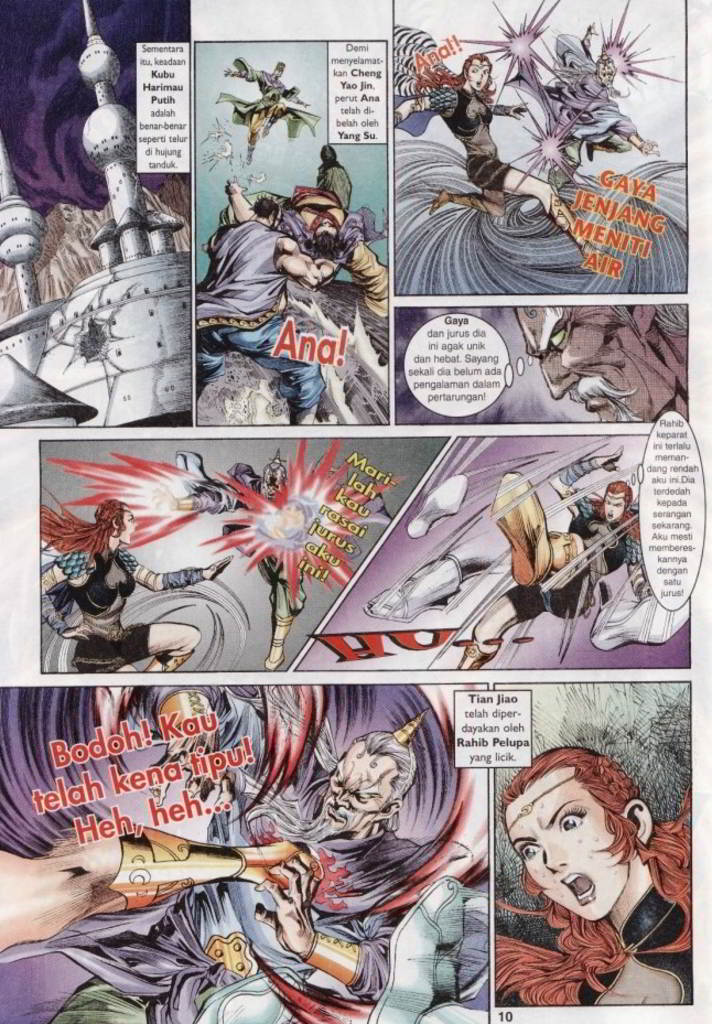 Sementara
itu, keadaan
Kubu
Harimau
Putih
adalah
benar-benar
seperti telur
di hujung
tanduk.
Demi
menyelamat-
kan Cheng
Yao Jin,
perut Ana
telah di-
belah oleh
Yang Su.
Ana!
Ana!!
GAYA
JENJANG
MENITI
AIR
Gaya
dan jurus dia
ini agak unik
dan hebat. Sayang
sekali dia belum ada
pengalaman dalam
pertarungan!
Mari-
lah kau
rasai
jurus
aku
ini!
Rahib
keparat
ini terlalu
meman-
dang rendah
aku ini.Dia
terdedah
kepada
serangan
sekarang.
Aku mesti
memberes-
kannya
dengan
satu
jurus!
HUH...
Bodoh! Kau
telah kena tipu!
Heh, heh...
Tian Jiao
telah diper-
dayakan oleh
Rahib Pelupa
yang licik.
10